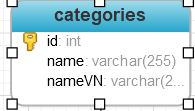 categories
id: int
name: varchar(255)
nameVN: varchar(2...